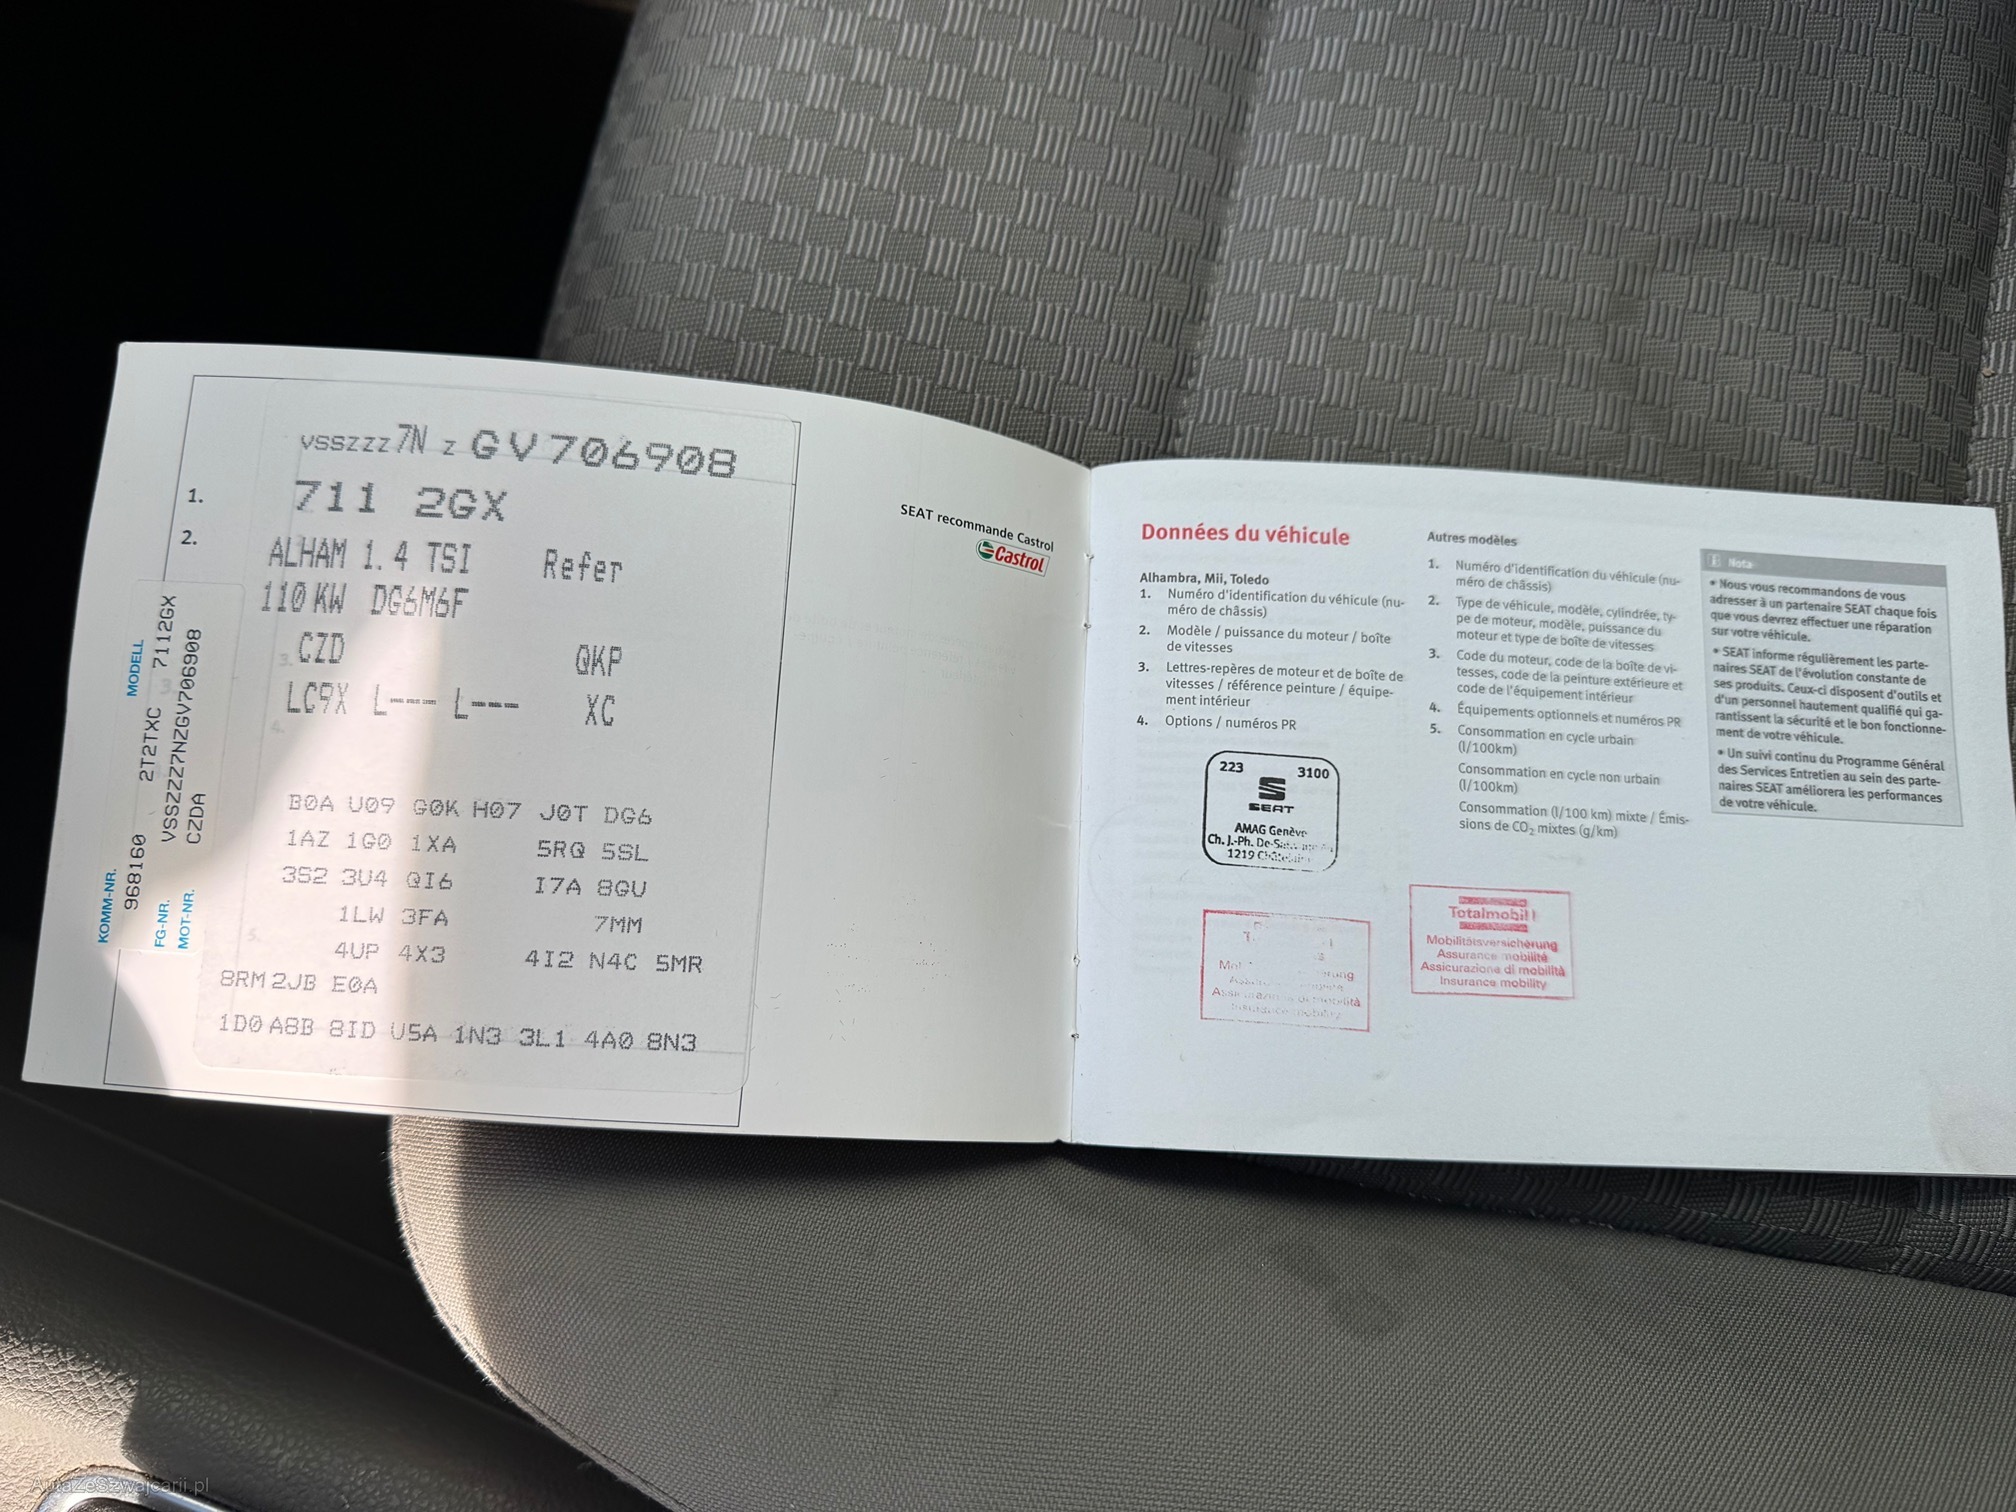 vsszzz 7N z GV706908
1. 711 2GX
2. ALHAM 1.4 TSI Refer
110 KW DG6M6F
3. CZD QKP
LC9X L--- L--- XC
4.
B0A U09 G0K H07 J0T DG6
1AZ 1G0 1XA 5RQ 5SL
3S2 3U4 QI6 I7A 8GU
1LW 3FA 7MM
5.
4UP 4X3 4I2 N4C 5MR
8RM 2JB E0A
1D0 A8B 8ID U5A 1N3 3L1 4A0 8N3
KOMM-NR. 968160 2T2TXC MODELL 7112GX
FG-NR. VSSZZZ7NZGV706908
MOT-NR. CZDA
SEAT recommande Castrol
Castrol
Données du véhicule
Alhambra, Mii, Toledo
1. Numéro d'identification du véhicule (nu-
méro de châssis)
2. Modèle / puissance du moteur / boîte
de vitesses
3. Lettres-repères de moteur et de boîte de
vitesses / référence peinture / équipe-
ment intérieur
4. Options / numéros PR
223 3100
SEAT
AMAG Genève
Ch. J.-Ph. De-
1219
Assicurazione di mobilità
Autres modèles
1. Numéro d'identification du véhicule (nu-
méro de châssis)
2. Type de véhicule, modèle, cylindrée, ty-
pe de moteur, modèle, puissance du
moteur et type de boîte de vitesses
3. Code du moteur, code de la boîte de vi-
tesses, code de la peinture extérieure et
code de l'équipement intérieur
4. Équipements optionnels et numéros PR
5. Consommation en cycle urbain
(l/100km)
Consommation en cycle non urbain
(l/100km)
Consommation (l/100 km) mixte / Émis-
sions de CO2 mixtes (g/km)
Totalmobil!
Mobilitätsversicherung
Assurance mobilité
Assicurazione di mobilità
Insurance mobility
Nota
• Nous vous recommandons de vous
adresser à un partenaire SEAT chaque fois
que vous devrez effectuer une réparation
sur votre véhicule.
• SEAT informe régulièrement les parte-
naires SEAT de l'évolution constante de
ses produits. Ceux-ci disposent d'outils et
d'un personnel hautement qualifié qui ga-
rantissent la sécurité et le bon fonctionne-
ment de votre véhicule.
• Un suivi continu du Programme Général
des Services Entretien au sein des parte-
naires SEAT améliorera les performances
de votre véhicule.
AutaZeSzwajcarii.pl